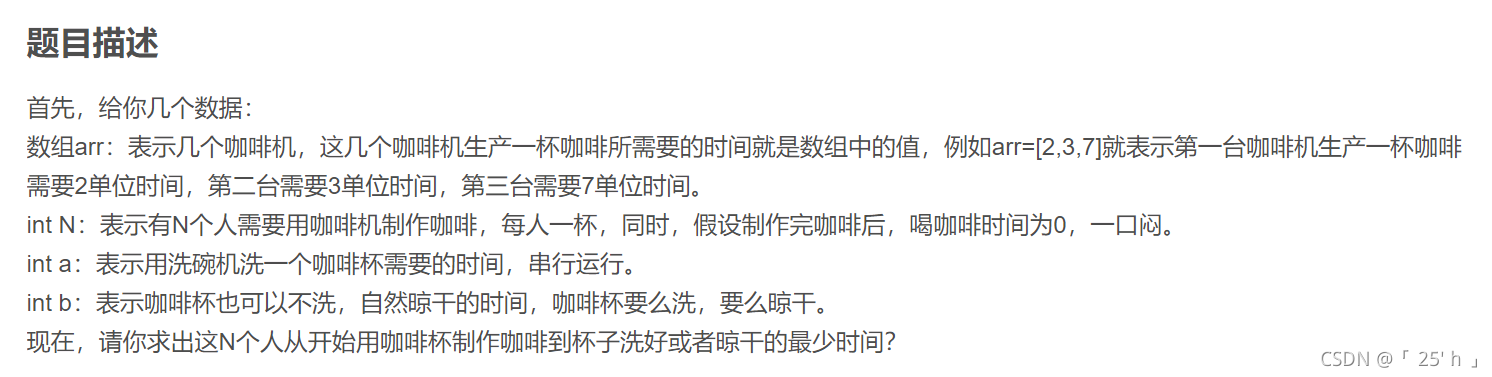 题目描述
首先，给你几个数据：
数组arr：表示几个咖啡机，这几个咖啡机生产一杯咖啡所需要的时间就是数组中的值，例如arr=[2,3,7]就表示第一台咖啡机生产一杯咖啡
需要2单位时间，第二台需要3单位时间，第三台需要7单位时间。
int N：表示有N个人需要用咖啡机制作咖啡，每人一杯，同时，假设制作完咖啡后，喝咖啡时间为0，一口闷。
int a：表示用洗碗机洗一个咖啡杯需要的时间，串行运行。
int b：表示咖啡杯也可以不洗，自然晾干的时间，咖啡杯要么洗，要么晾干。
现在，请你求出这N个人从开始用咖啡杯制作咖啡到杯子洗好或者晾干的最少时间？
CSDN @「 25' h 」